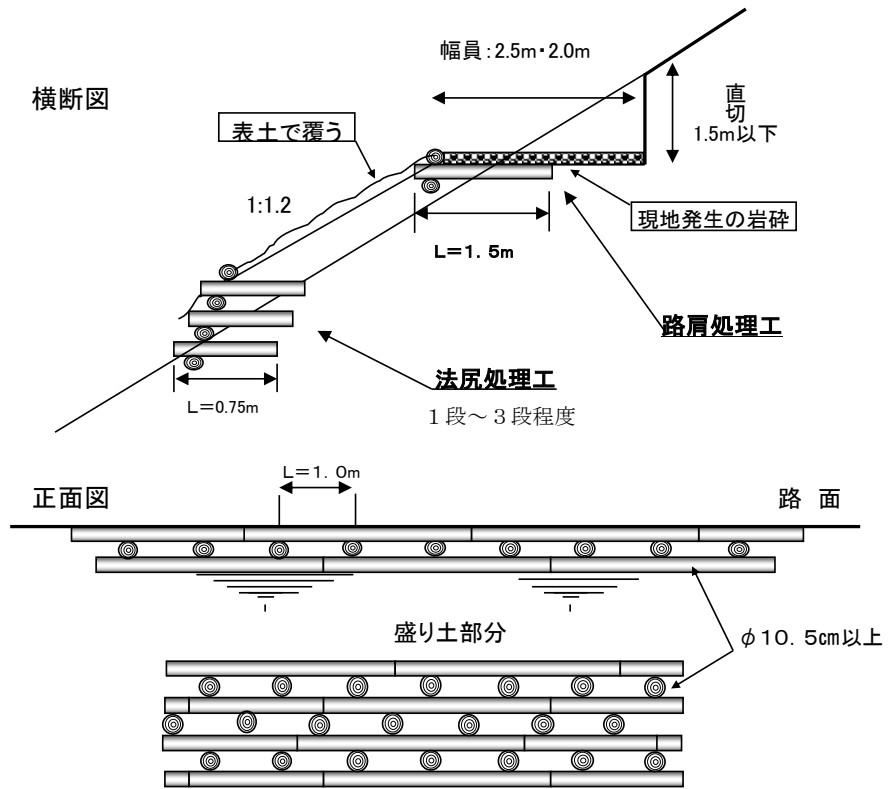 横断図
幅員：2.5m・2.0m
直切
1.5m以下
表土で覆う
1:1.2
現地発生の岩砕
L=1．5m
路肩処理工
法尻処理工
１段～３段程度
L=0.75m
正面図
L=1．0m
路　面
盛り土部分
φ10．5cm以上